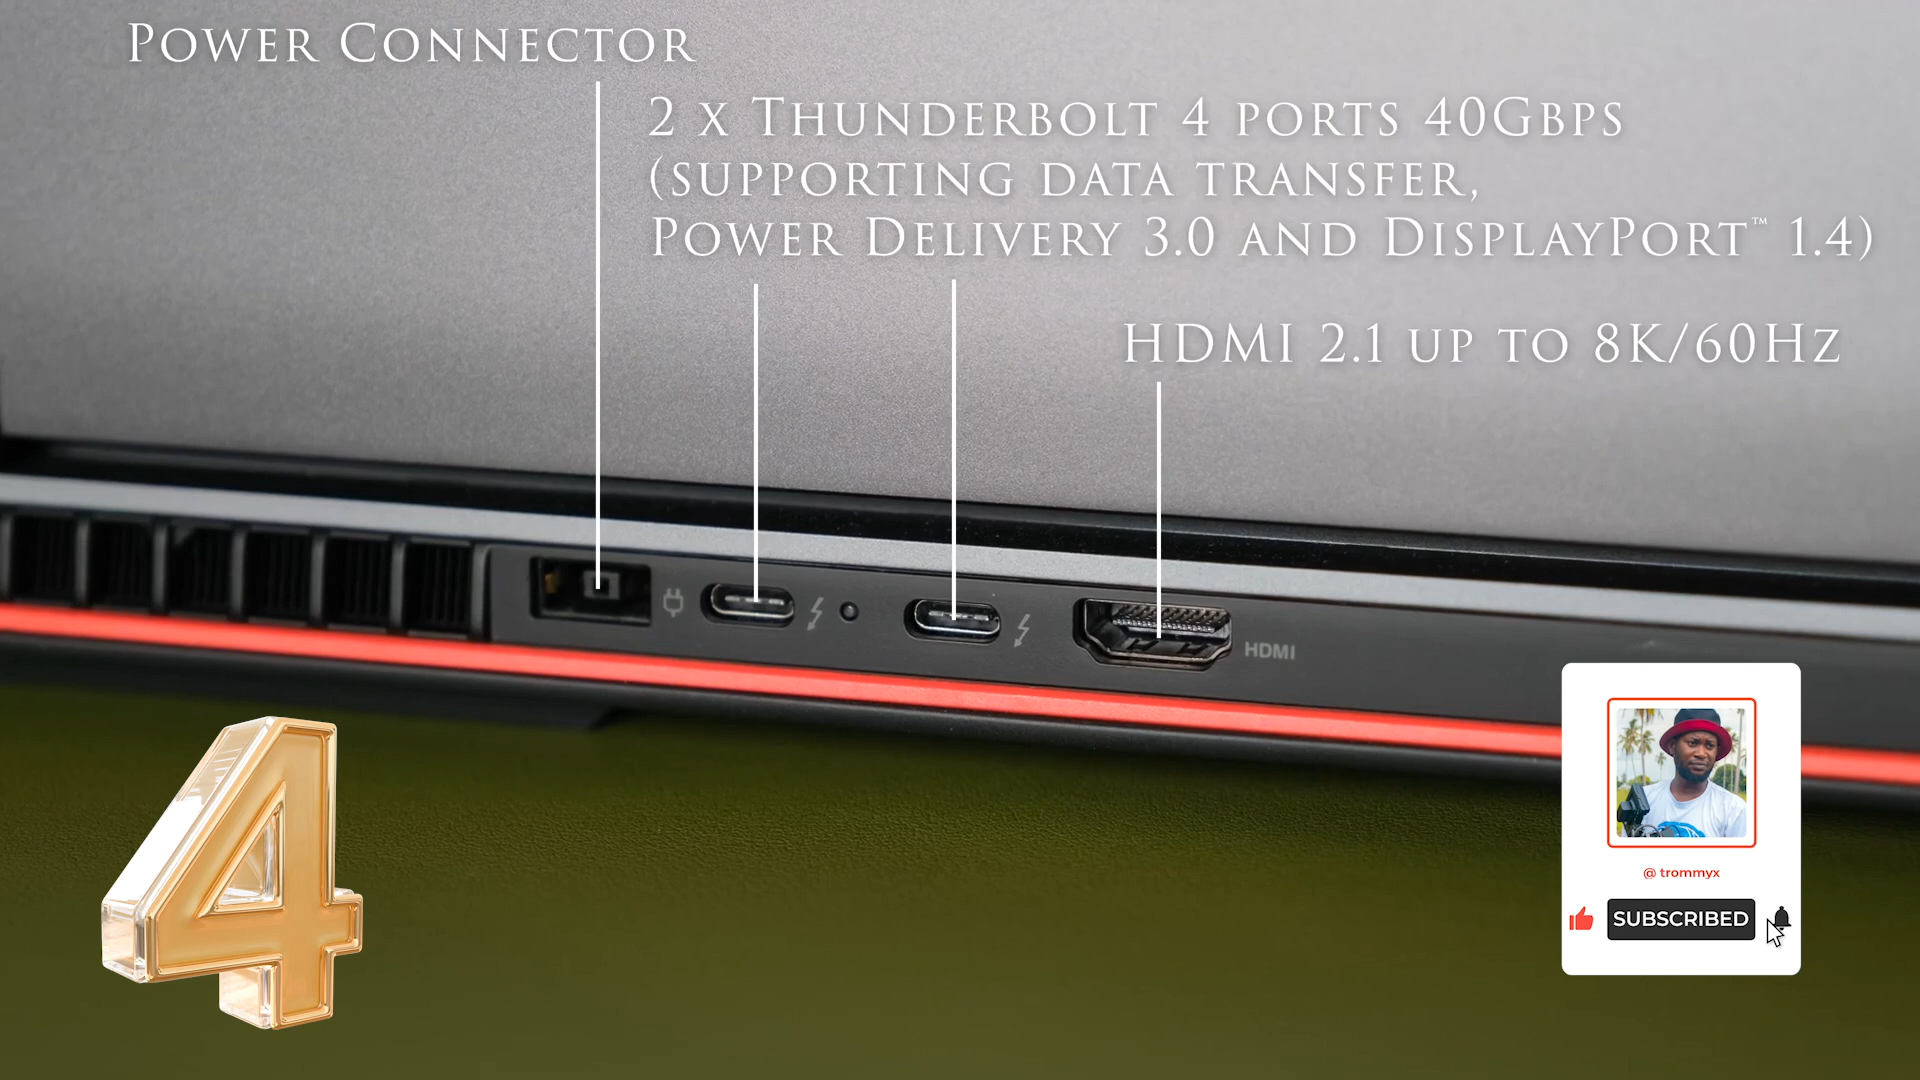 Power Connector
2 x Thunderbolt 4 ports 40Gbps
(supporting data transfer,
Power Delivery 3.0 and DisplayPort™ 1.4)
HDMI 2.1 up to 8K/60Hz
HDMI
4
@ trommyx
SUBSCRIBED